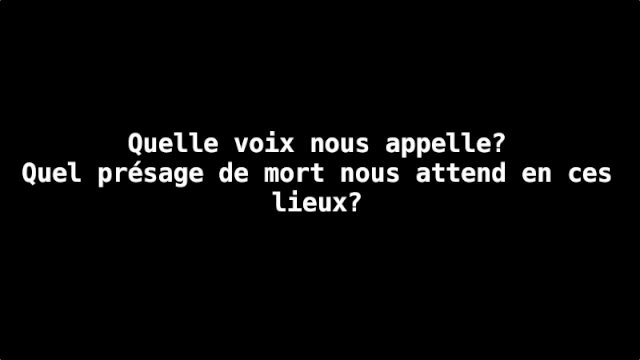 Quelle voix nous appelle?
Quel présage de mort nous attend en ces
lieux?